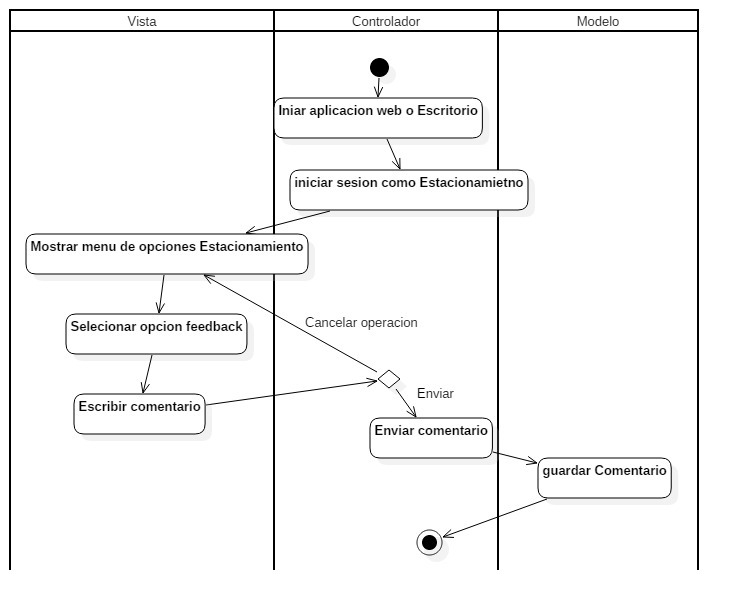 Vista
Controlador
Modelo
Iniar aplicacion web o Escritorio
iniciar sesion como Estacionamietno
Mostrar menu de opciones Estacionamiento
Selecionar opcion feedback
Cancelar operacion
Escribir comentario
Enviar
Enviar comentario
guardar Comentario